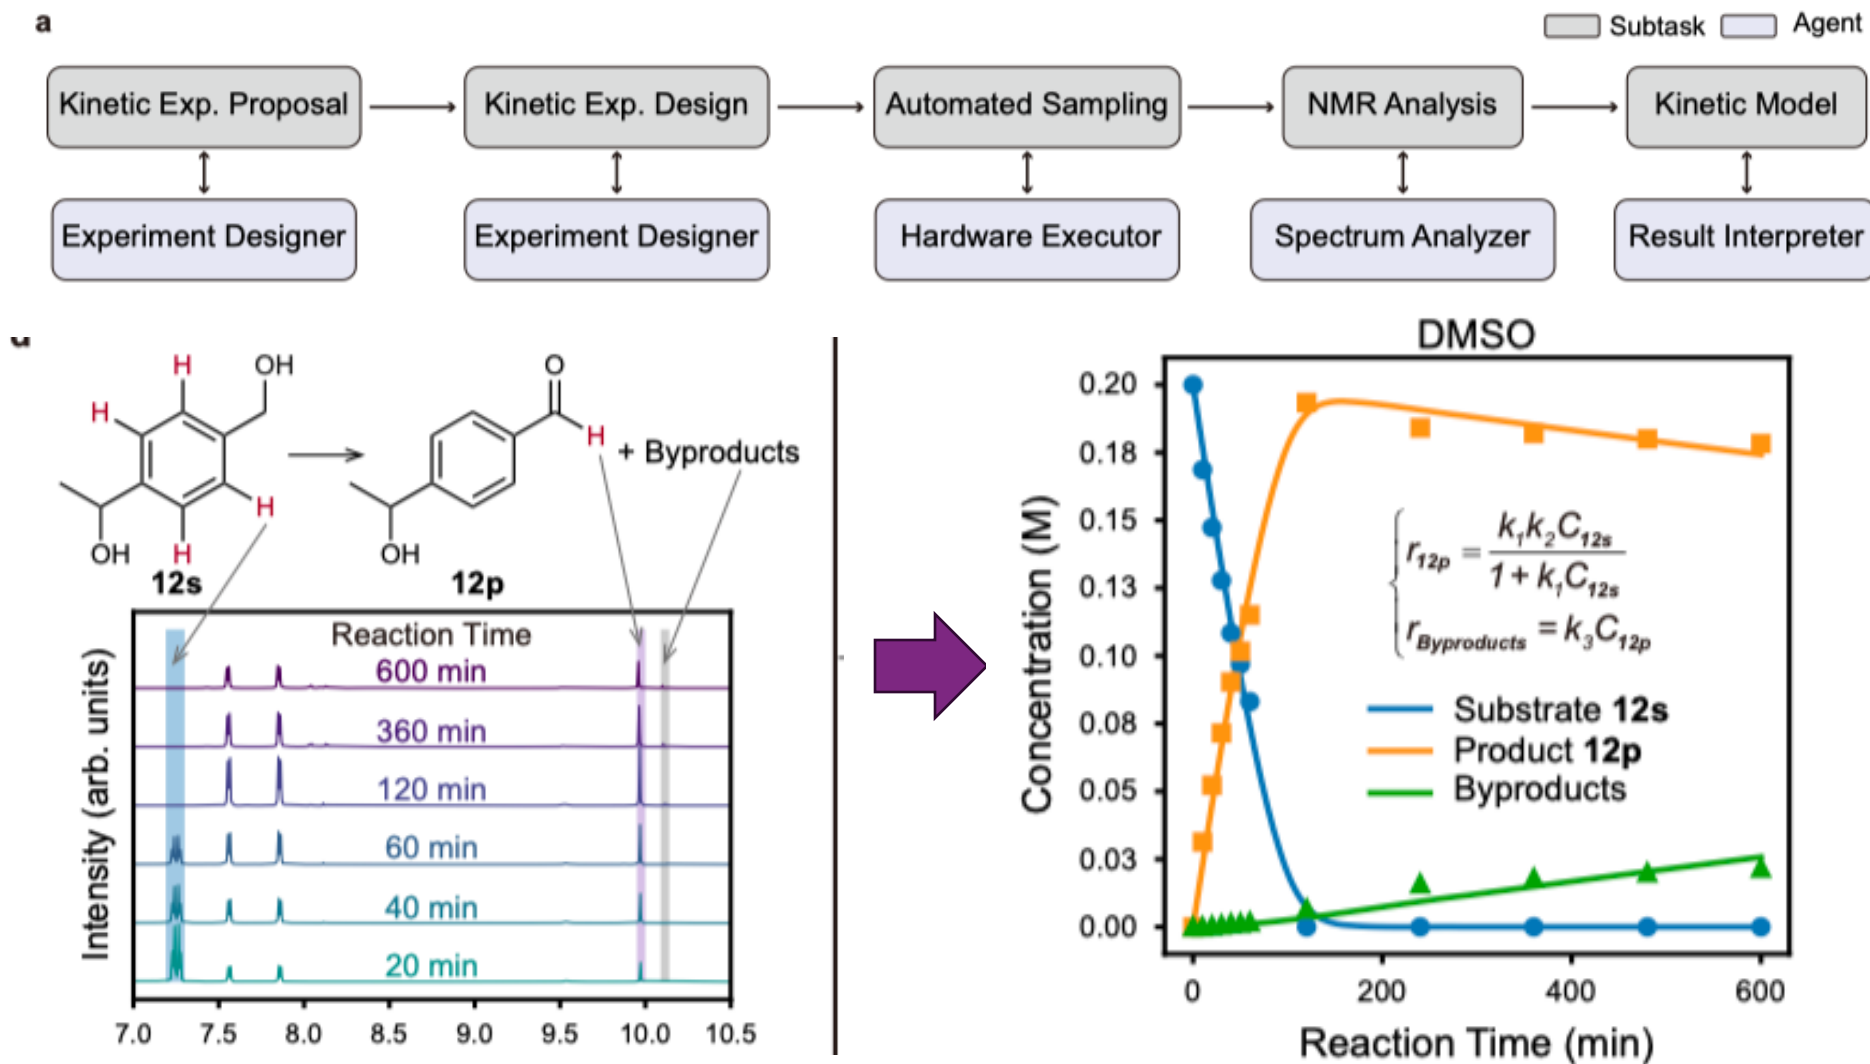 a
Subtask
Agent
Kinetic Exp. Proposal
Kinetic Exp. Design
Automated Sampling
NMR Analysis
Kinetic Model
Experiment Designer
Experiment Designer
Hardware Executor
Spectrum Analyzer
Result Interpreter
H
OH
H
H
OH
H
12s
O
H
+ Byproducts
OH
12p
Reaction Time
600 min
360 min
120 min
60 min
40 min
20 min
Intensity (arb. units)
7.0 7.5 8.0 8.5 9.0 9.5 10.0 10.5
DMSO
Concentration (M)
0.20
0.18
0.15
0.13
0.10
0.08
0.05
0.03
0.00
r12p = k1k2C12s / 1 + k1C12s
rByproducts = k3C12p
Substrate 12s
Product 12p
Byproducts
0 200 400 600
Reaction Time (min)